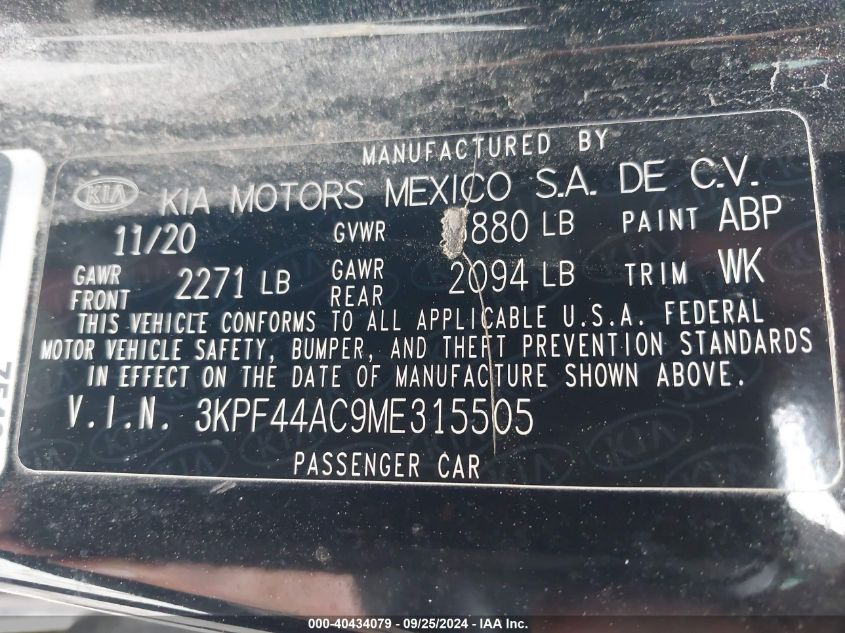 MANUFACTURED BY
KIA KIA MOTORS MEXICO S.A. DE C.V.
11/20 GVWR 880 LB PAINT ABP
GAWR FRONT 2271 LB GAWR REAR 2094 LB TRIM WK
THIS VEHICLE CONFORMS TO ALL APPLICABLE U.S.A. FEDERAL
MOTOR VEHICLE SAFETY, BUMPER, AND THEFT PREVENTION STANDARDS
IN EFFECT ON THE DATE OF MANUFACTURE SHOWN ABOVE.
V.I.N. 3KPF44AC9ME315505
PASSENGER CAR
000-40434079 - 09/25/2024 - IAA Inc.